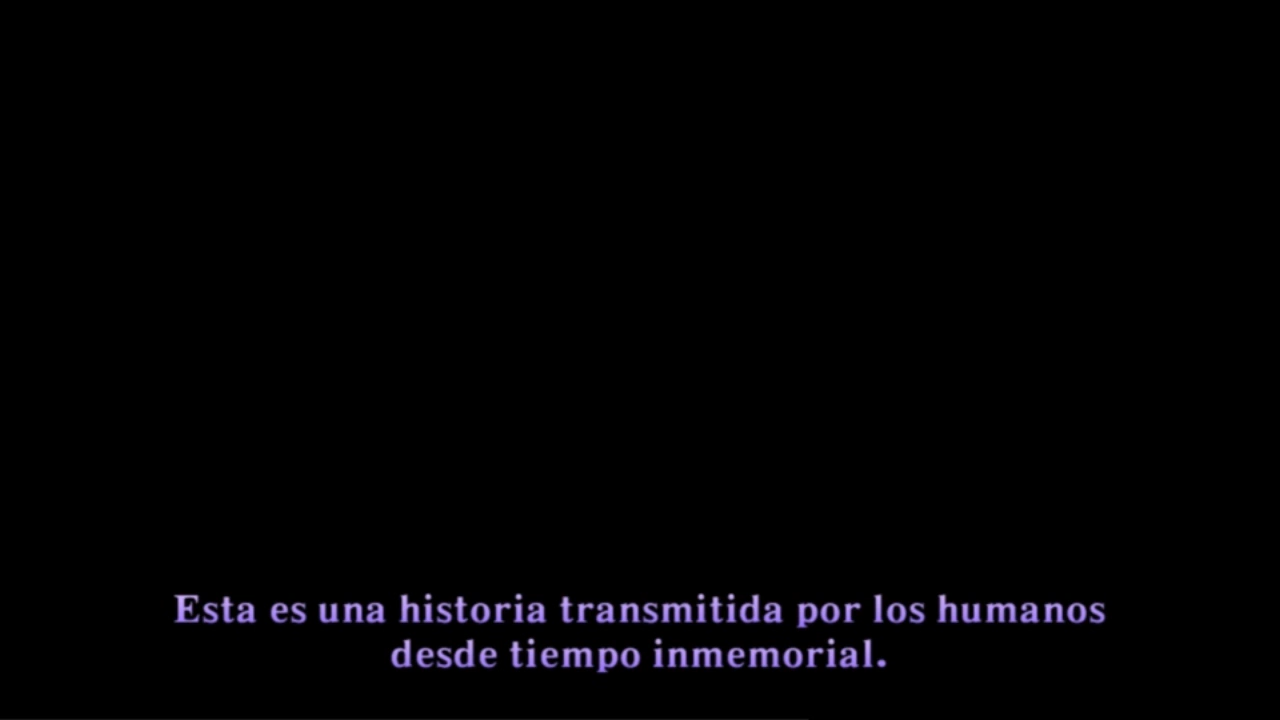 Esta es una historia transmitida por los humanos
desde tiempo inmemorial.